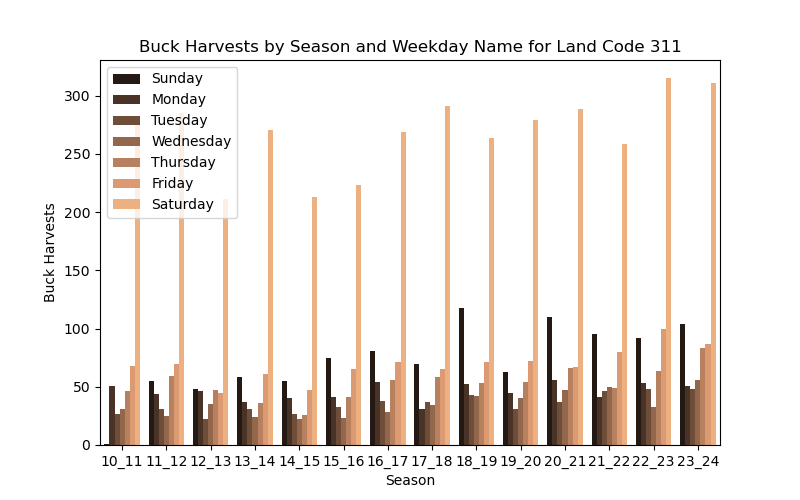 Buck Harvests by Season and Weekday Name for Land Code 311
Sunday
Monday
Tuesday
Wednesday
Thursday
Friday
Saturday
300
250
200
150
100
50
0
Buck Harvests
10_11 11_12 12_13 13_14 14_15 15_16 16_17 17_18 18_19 19_20 20_21 21_22 22_23 23_24
Season